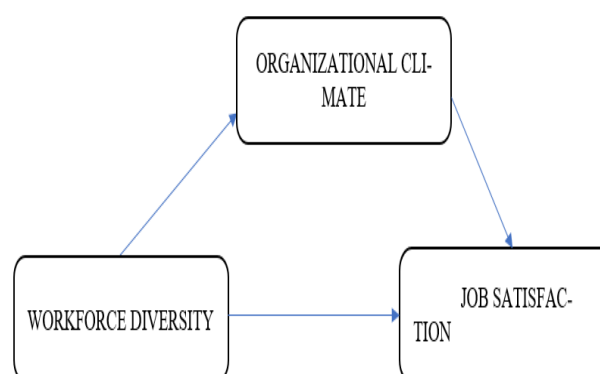 ORGANIZATIONAL CLI-
MATE
WORKFORCE DIVERSITY
JOB SATISFAC-
TION